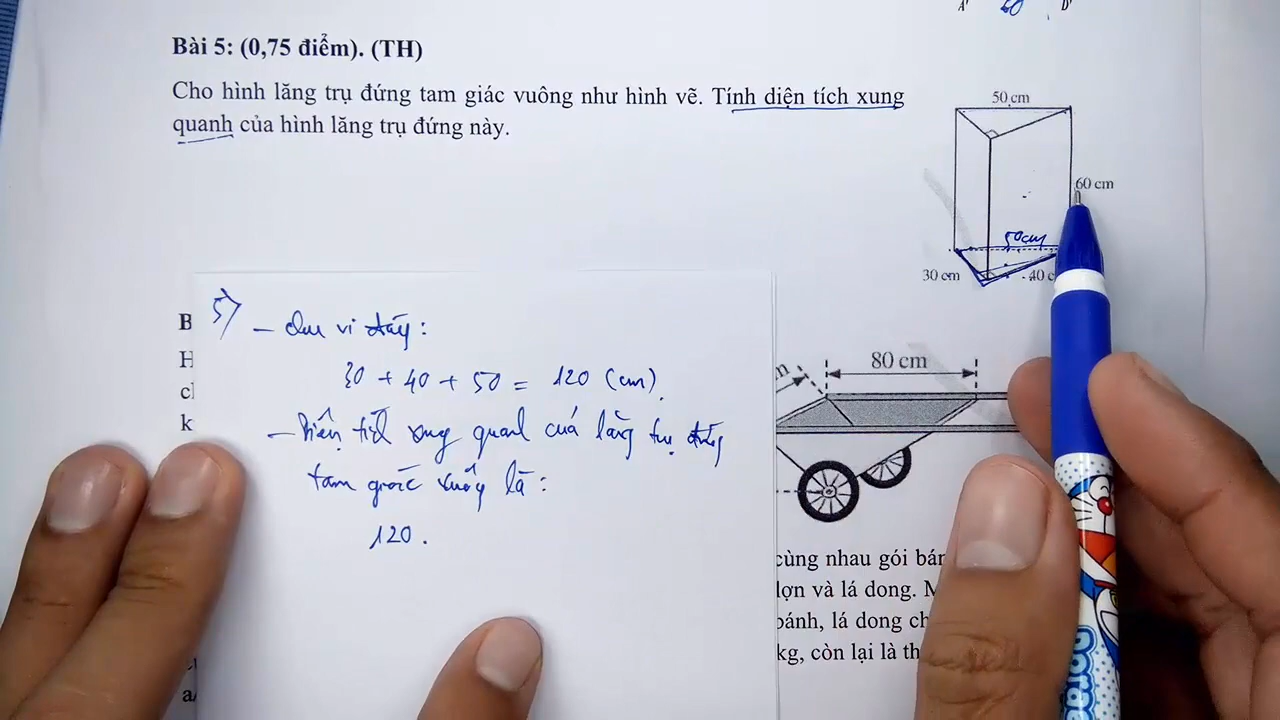 A' 60 D'
Bài 5: (0,75 điểm). (TH)
Cho hình lăng trụ đứng tam giác vuông như hình vẽ. Tính diện tích xung
quanh của hình lăng trụ đứng này.
50 cm
60 cm
50cm
30 cm
40 c
B
H
cl
k
5) - Chu vi đáy:
30 + 40 + 50 = 120 (cm).
- Diện tích xung quanh của lăng trụ đứng
tam giác vuông là:
120 .
80 cm
cùng nhau gói bán
lợn và lá dong. M
bánh, lá dong ch
kg, còn lại là th
a/